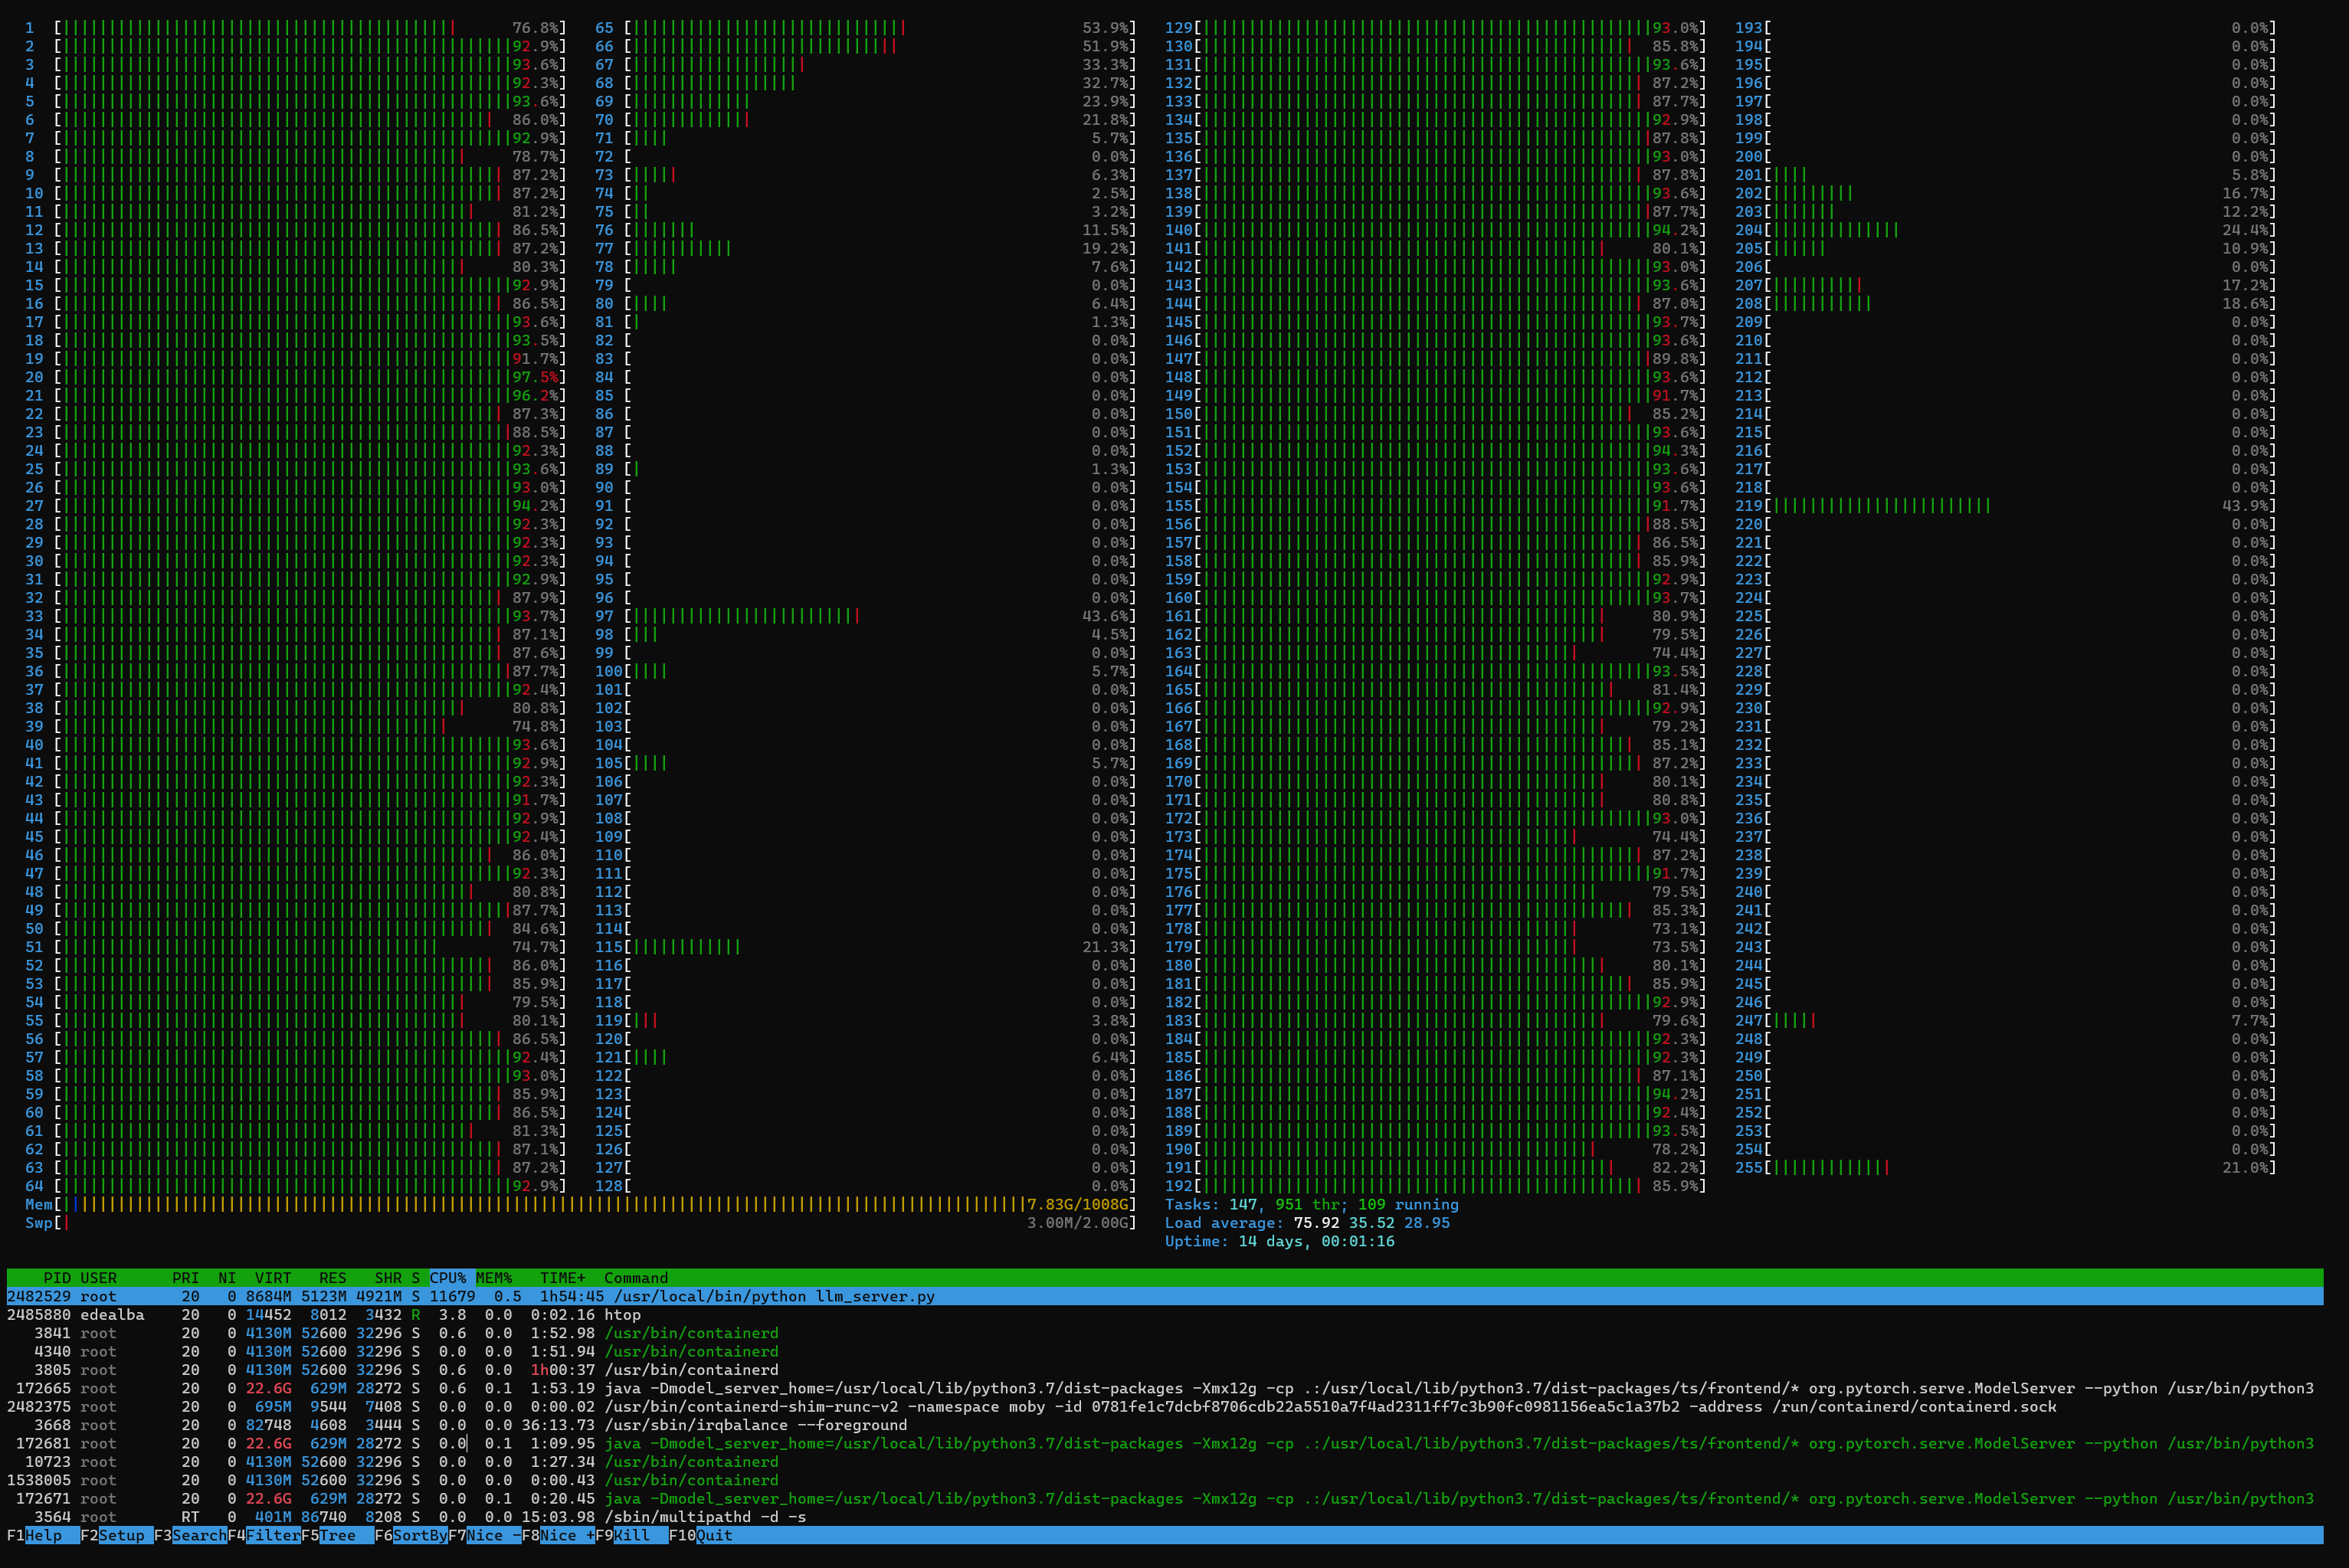 1 [76.8%] 65 [53.9%] 129[93.0%] 193[0.0%]
2 [92.9%] 66 [51.9%] 130[85.8%] 194[0.0%]
3 [93.6%] 67 [33.3%] 131[93.6%] 195[0.0%]
4 [92.3%] 68 [32.7%] 132[87.2%] 196[0.0%]
5 [93.6%] 69 [23.9%] 133[87.7%] 197[0.0%]
6 [86.0%] 70 [21.8%] 134[92.9%] 198[0.0%]
7 [92.9%] 71 [5.7%] 135[87.8%] 199[0.0%]
8 [78.7%] 72 [0.0%] 136[93.0%] 200[0.0%]
9 [87.2%] 73 [6.3%] 137[87.8%] 201[5.8%]
10 [87.2%] 74 [2.5%] 138[93.6%] 202[16.7%]
11 [81.2%] 75 [3.2%] 139[87.7%] 203[12.2%]
12 [86.5%] 76 [11.5%] 140[94.2%] 204[24.4%]
13 [87.2%] 77 [19.2%] 141[80.1%] 205[10.9%]
14 [80.3%] 78 [7.6%] 142[93.0%] 206[0.0%]
15 [92.9%] 79 [0.0%] 143[93.6%] 207[17.2%]
16 [86.5%] 80 [6.4%] 144[87.0%] 208[18.6%]
17 [93.6%] 81 [1.3%] 145[93.7%] 209[0.0%]
18 [93.5%] 82 [0.0%] 146[93.6%] 210[0.0%]
19 [91.7%] 83 [0.0%] 147[89.8%] 211[0.0%]
20 [97.5%] 84 [0.0%] 148[93.6%] 212[0.0%]
21 [96.2%] 85 [0.0%] 149[91.7%] 213[0.0%]
22 [87.3%] 86 [0.0%] 150[85.2%] 214[0.0%]
23 [88.5%] 87 [0.0%] 151[93.6%] 215[0.0%]
24 [92.3%] 88 [0.0%] 152[94.3%] 216[0.0%]
25 [93.6%] 89 [1.3%] 153[93.6%] 217[0.0%]
26 [93.0%] 90 [0.0%] 154[93.6%] 218[0.0%]
27 [94.2%] 91 [0.0%] 155[91.7%] 219[43.9%]
28 [92.3%] 92 [0.0%] 156[88.5%] 220[0.0%]
29 [92.3%] 93 [0.0%] 157[86.5%] 221[0.0%]
30 [92.3%] 94 [0.0%] 158[85.9%] 222[0.0%]
31 [92.9%] 95 [0.0%] 159[92.9%] 223[0.0%]
32 [87.9%] 96 [0.0%] 160[93.7%] 224[0.0%]
33 [93.7%] 97 [43.6%] 161[80.9%] 225[0.0%]
34 [87.1%] 98 [4.5%] 162[79.5%] 226[0.0%]
35 [87.6%] 99 [0.0%] 163[74.4%] 227[0.0%]
36 [87.7%] 100[5.7%] 164[93.5%] 228[0.0%]
37 [92.4%] 101[0.0%] 165[81.4%] 229[0.0%]
38 [80.8%] 102[0.0%] 166[92.9%] 230[0.0%]
39 [74.8%] 103[0.0%] 167[79.2%] 231[0.0%]
40 [93.6%] 104[0.0%] 168[85.1%] 232[0.0%]
41 [92.9%] 105[5.7%] 169[87.2%] 233[0.0%]
42 [92.3%] 106[0.0%] 170[80.1%] 234[0.0%]
43 [91.7%] 107[0.0%] 171[80.8%] 235[0.0%]
44 [92.9%] 108[0.0%] 172[93.0%] 236[0.0%]
45 [92.4%] 109[0.0%] 173[74.4%] 237[0.0%]
46 [86.0%] 110[0.0%] 174[87.2%] 238[0.0%]
47 [92.3%] 111[0.0%] 175[91.7%] 239[0.0%]
48 [80.8%] 112[0.0%] 176[79.5%] 240[0.0%]
49 [87.7%] 113[0.0%] 177[85.3%] 241[0.0%]
50 [84.6%] 114[0.0%] 178[73.1%] 242[0.0%]
51 [74.7%] 115[21.3%] 179[73.5%] 243[0.0%]
52 [86.0%] 116[0.0%] 180[80.1%] 244[0.0%]
53 [85.9%] 117[0.0%] 181[85.9%] 245[0.0%]
54 [79.5%] 118[0.0%] 182[92.9%] 246[0.0%]
55 [80.1%] 119[3.8%] 183[79.6%] 247[7.7%]
56 [86.5%] 120[0.0%] 184[92.3%] 248[0.0%]
57 [92.4%] 121[6.4%] 185[92.3%] 249[0.0%]
58 [93.0%] 122[0.0%] 186[87.1%] 250[0.0%]
59 [85.9%] 123[0.0%] 187[94.2%] 251[0.0%]
60 [86.5%] 124[0.0%] 188[92.4%] 252[0.0%]
61 [81.3%] 125[0.0%] 189[93.5%] 253[0.0%]
62 [87.1%] 126[0.0%] 190[78.2%] 254[0.0%]
63 [87.2%] 127[0.0%] 191[82.2%] 255[21.0%]
64 [92.9%] 128[0.0%] 192[85.9%]
Mem[7.83G/1008G] Tasks: 147, 951 thr; 109 running
Swp[3.00M/2.00G] Load average: 75.92 35.52 28.95
Uptime: 14 days, 00:01:16
PID USER PRI NI VIRT RES SHR S CPU% MEM% TIME+ Command
2482529 root 20 0 8684M 5123M 4921M S 11679 0.5 1h54:45 /usr/local/bin/python llm_server.py
2485880 edealba 20 0 14452 8012 3432 R 3.8 0.0 0:02.16 htop
3841 root 20 0 4130M 52600 32296 S 0.6 0.0 1:52.98 /usr/bin/containerd
4340 root 20 0 4130M 52600 32296 S 0.6 0.0 1:51.94 /usr/bin/containerd
3805 root 20 0 4130M 52600 32296 S 0.6 0.0 1h00:37 /usr/bin/containerd
172665 root 20 0 22.6G 629M 28272 S 0.6 0.1 1:53.19 java -Dmodel_server_home=/usr/local/lib/python3.7/dist-packages -Xmx12g -cp .:/usr/local/lib/python3.7/dist-packages/ts/frontend/* org.pytorch.serve.ModelServer --python /usr/bin/python3
2482375 root 20 0 695M 9544 7408 S 0.0 0.0 0:00.02 /usr/bin/containerd-shim-runc-v2 -namespace moby -id 0781fe1c7dcbf8706cdb22a5510a7f4ad2311ff7c3b90fc0981156ea5c1a37b2 -address /run/containerd/containerd.sock
3668 root 20 0 82748 4608 3444 S 0.0 0.0 36:13.73 /usr/sbin/irqbalance --foreground
172681 root 20 0 22.6G 629M 28272 S 0.0 0.1 1:09.95 java -Dmodel_server_home=/usr/local/lib/python3.7/dist-packages -Xmx12g -cp .:/usr/local/lib/python3.7/dist-packages/ts/frontend/* org.pytorch.serve.ModelServer --python /usr/bin/python3
10723 root 20 0 4130M 52600 32296 S 0.0 0.0 1:27.34 /usr/bin/containerd
1538005 root 20 0 4130M 52600 32296 S 0.0 0.0 0:00.43 /usr/bin/containerd
172671 root 20 0 22.6G 629M 28272 S 0.0 0.1 0:20.45 java -Dmodel_server_home=/usr/local/lib/python3.7/dist-packages -Xmx12g -cp .:/usr/local/lib/python3.7/dist-packages/ts/frontend/* org.pytorch.serve.ModelServer --python /usr/bin/python3
3564 root RT 0 401M 86740 8208 S 0.0 0.0 15:03.98 /sbin/multipathd -d -s
F1Help F2Setup F3SearchF4FilterF5Tree F6SortByF7Nice -F8Nice +F9Kill F10Quit